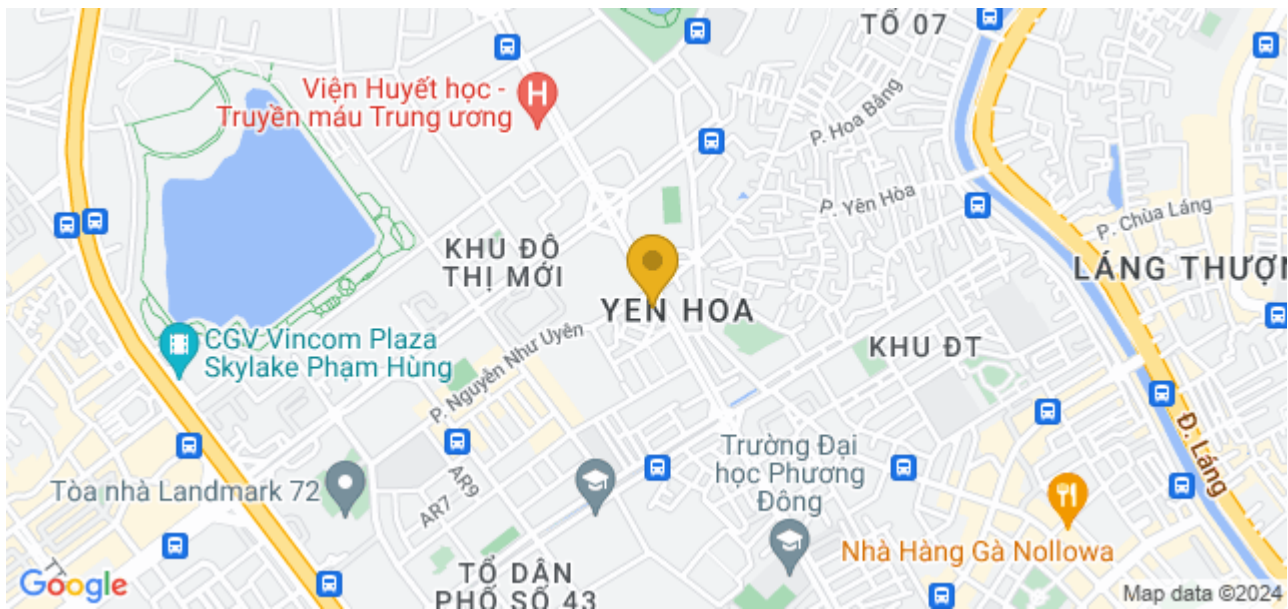 TỔ 07
Viện Huyết học -
Truyền máu Trung ương
P. Hoa Bằng
P. Yên Hòa
P. Chùa Láng
KHU ĐÔ
THỊ MỚI
LÁNG THƯỢN
YEN HOA
CGV Vincom Plaza
Skylake Phạm Hùng
P. Nguyễn Như Uyên
KHU ĐT
Đ. Láng
Trường Đại
học Phương
Đông
Tòa nhà Landmark 72
AR9
AR7
Nhà Hàng Gà Nollowa
TỔ DÂN
PHỐ SỐ 43
Google
Map data ©2024